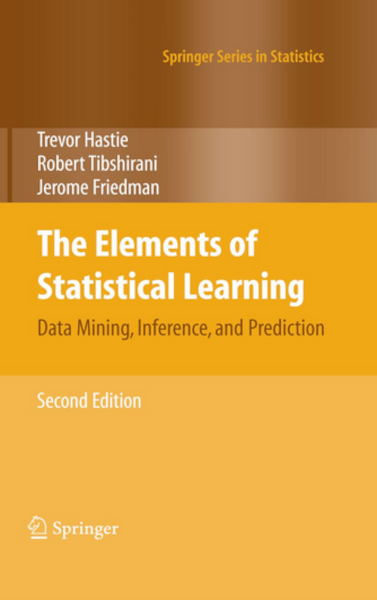 Springer Series in Statistics
Trevor Hastie
Robert Tibshirani
Jerome Friedman
The Elements of
Statistical Learning
Data Mining, Inference, and Prediction
Second Edition
Springer